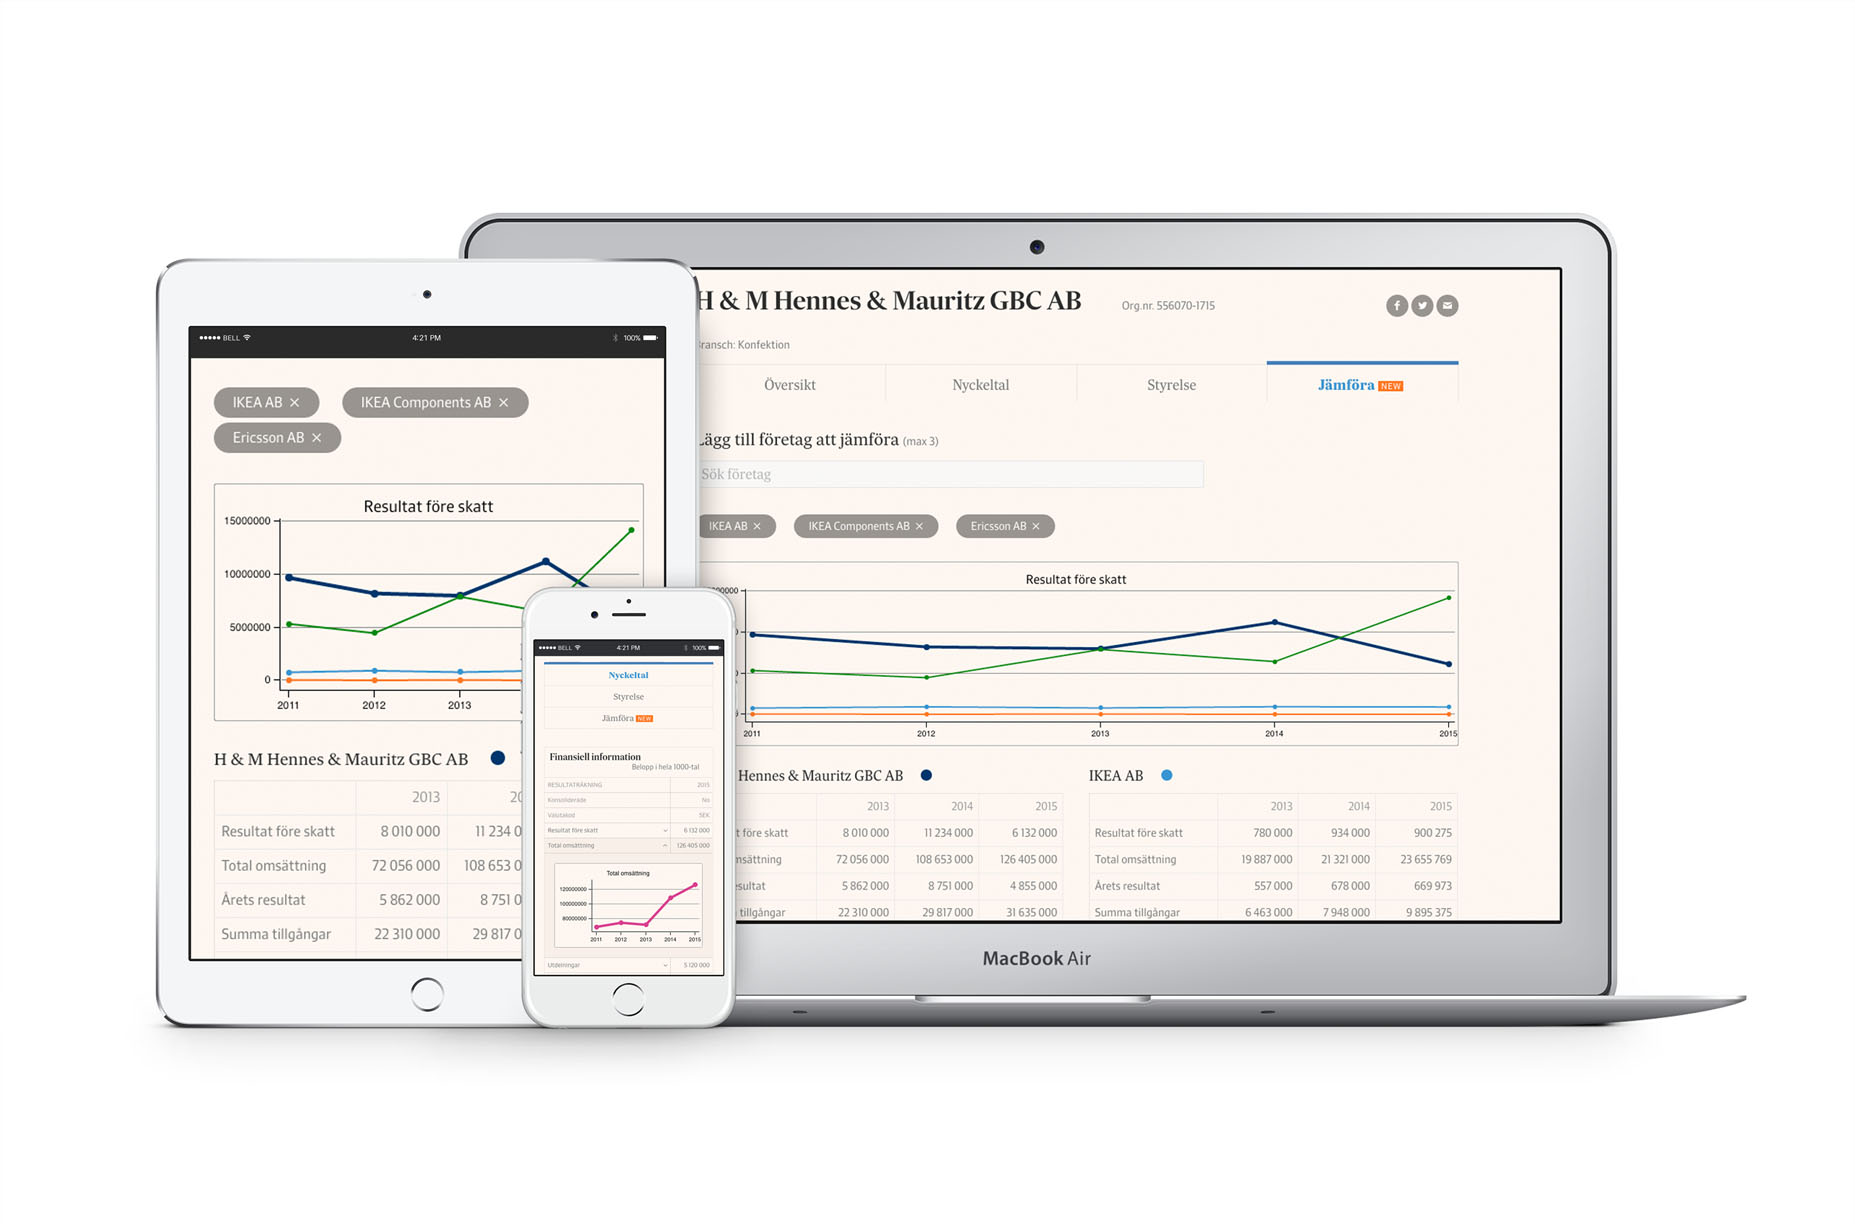 BELL 4:21 PM 100%
IKEA AB × IKEA Components AB ×
Ericsson AB ×
Resultat före skatt
15000000
10000000
5000000
0
2011 2012 2013
H & M Hennes & Mauritz GBC AB
2013
Resultat före skatt 8 010 000 11 234 0
Total omsättning 72 056 000 108 653 0
Årets resultat 5 862 000 8 751 0
Summa tillgångar 22 310 000 29 817 0
BELL 4:21 PM 100%
Nyckeltal
Styrelse
Jämföra NEW
Finansiell information
Belopp i hela 1000-tal
RESULTATRÄKNING 2015
Konsoliderade No
Valutakod SEK
Resultat före skatt 6 132 000
Total omsättning 126 405 000
Total omsättning
120000000
100000000
80000000
2011 2012 2013 2014 2015
Utdelningar 5 120 000
H & M Hennes & Mauritz GBC AB Org.nr. 556070-1715
Bransch: Konfektion
Översikt Nyckeltal Styrelse Jämföra NEW
Lägg till företag att jämföra (max 3)
Sök företag
IKEA AB × IKEA Components AB × Ericsson AB ×
Resultat före skatt
2011 2012 2013 2014 2015
Hennes & Mauritz GBC AB IKEA AB
2013 2014 2015 2013 2014 2015
t före skatt 8 010 000 11 234 000 6 132 000 Resultat före skatt 780 000 934 000 900 275
msättning 72 056 000 108 653 000 126 405 000 Total omsättning 19 887 000 21 321 000 23 655 769
esultat 5 862 000 8 751 000 4 855 000 Årets resultat 557 000 678 000 669 973
tillgångar 22 310 000 29 817 000 31 635 000 Summa tillgångar 6 463 000 7 948 000 9 895 375
MacBook Air